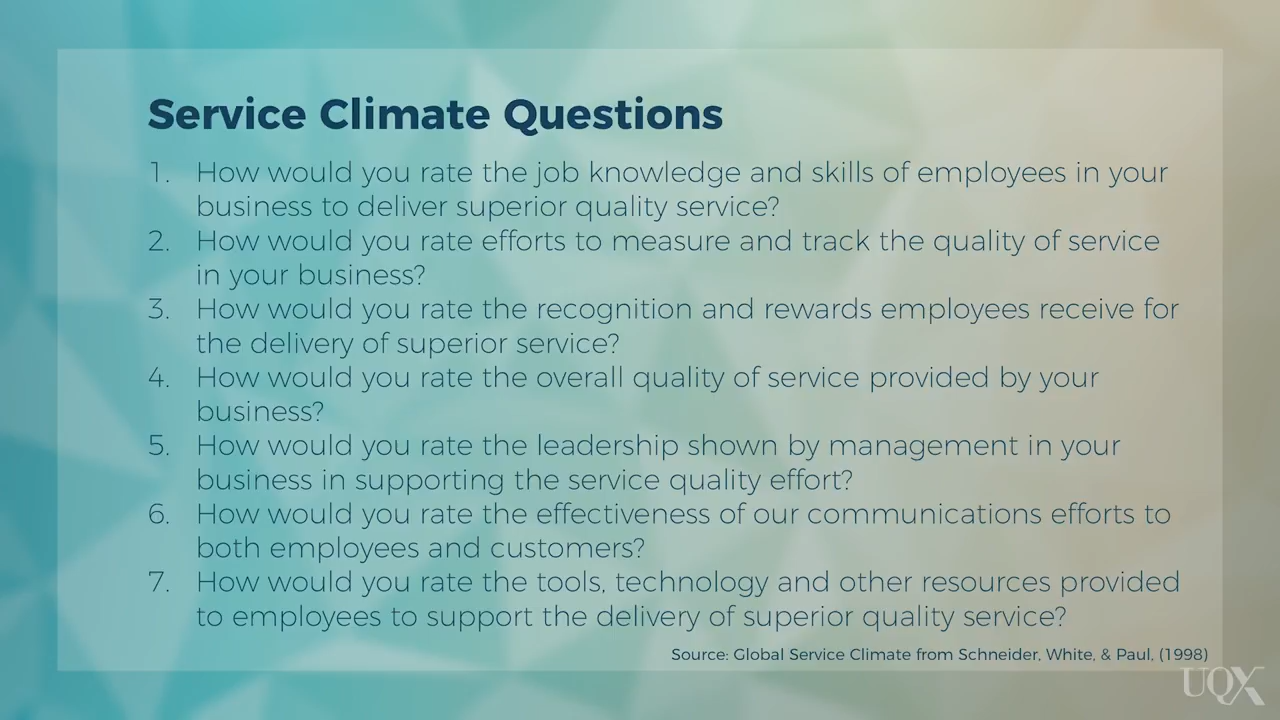 Service Climate Questions
1. How would you rate the job knowledge and skills of employees in your
business to deliver superior quality service?
2. How would you rate efforts to measure and track the quality of service
in your business?
3. How would you rate the recognition and rewards employees receive for
the delivery of superior service?
4. How would you rate the overall quality of service provided by your
business?
5. How would you rate the leadership shown by management in your
business in supporting the service quality effort?
6. How would you rate the effectiveness of our communications efforts to
both employees and customers?
7. How would you rate the tools, technology and other resources provided
to employees to support the delivery of superior quality service?
Source: Global Service Climate from Schneider, White, & Paul, (1998)
UQX